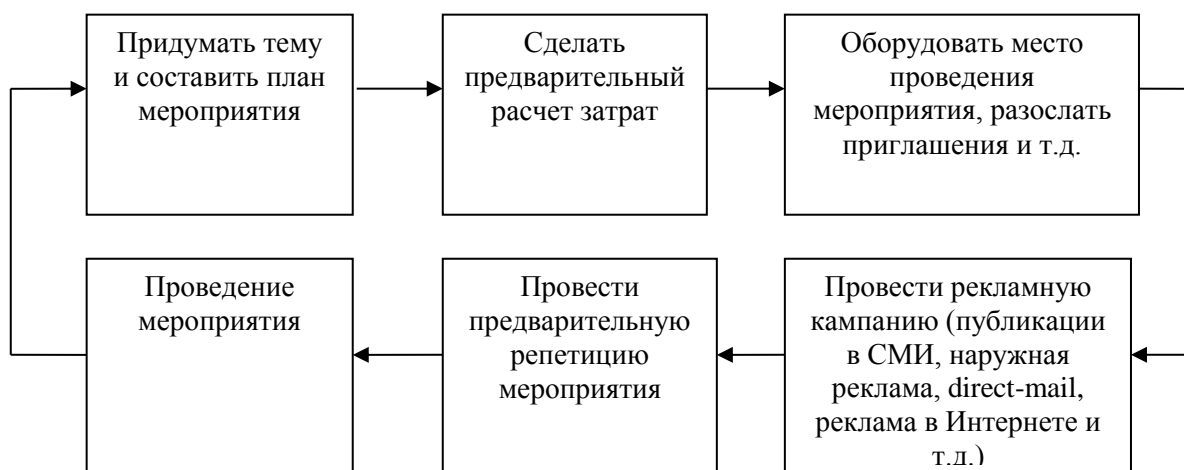 Придумать тему
и составить план
мероприятия
Сделать
предварительный
расчет затрат
Оборудовать место
проведения
мероприятия, разослать
приглашения и т.д.
Проведение
мероприятия
Провести
предварительную
репетицию
мероприятия
Провести рекламную
кампанию (публикации
в СМИ, наружная
реклама, direct-mail,
реклама в Интернете и
т.д.)